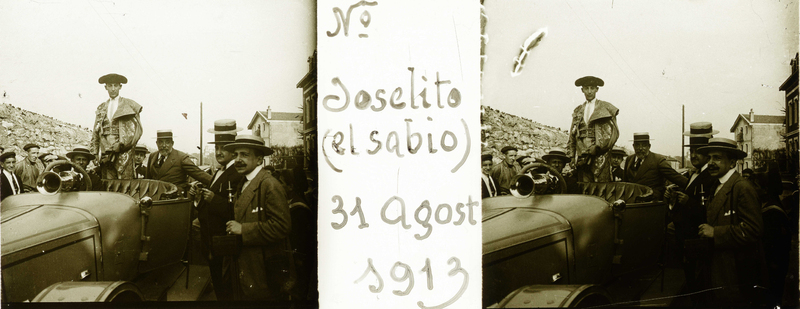 Nº
Joselito
(el sabio)
31 Agost
1913